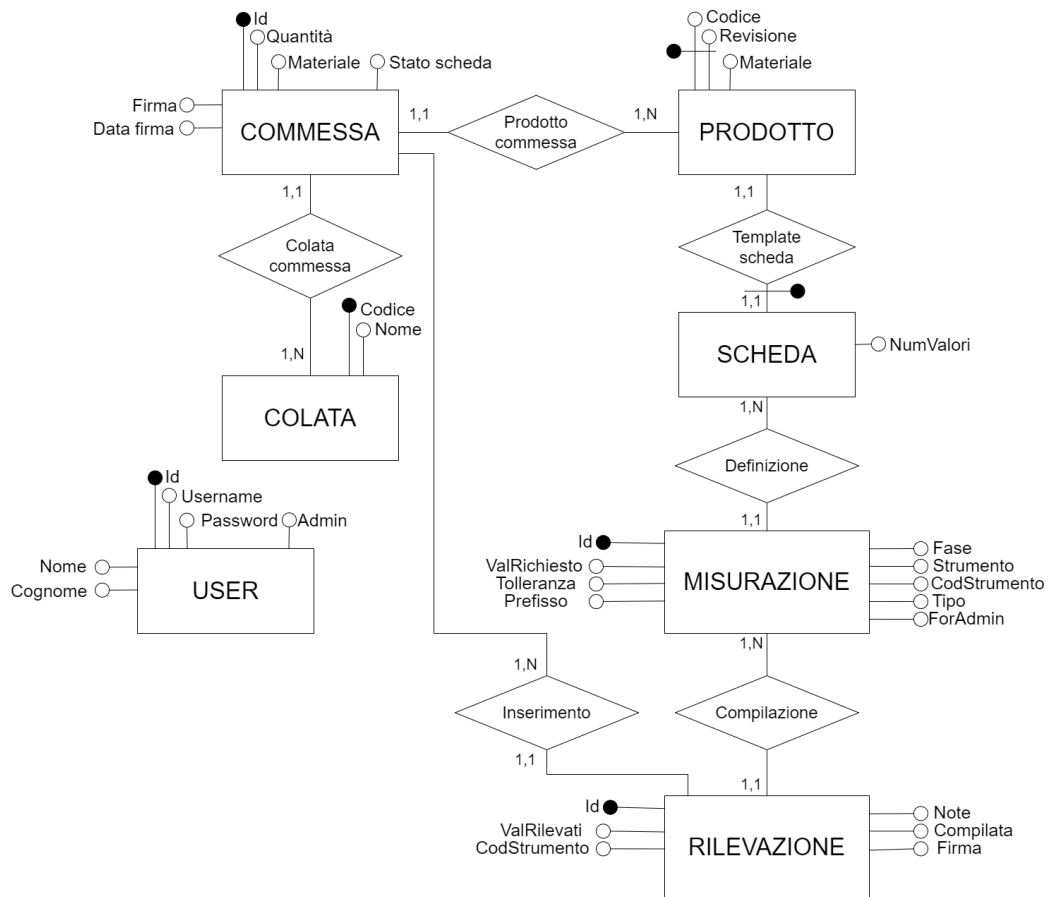 Id
Quantità
Materiale
Stato scheda
Firma
Data firma
COMMESSA
1,1
Prodotto
commessa
1,N
Codice
Revisione
Materiale
PRODOTTO
1,1
Colata
commessa
1,N
Codice
Nome
COLATA
1,1
Template
scheda
1,1
SCHEDA
NumValori
1,N
Definizione
1,1
Id
Username
Password
Admin
Nome
Cognome
USER
Id
ValRichiesto
Tolleranza
Prefisso
MISURAZIONE
Fase
Strumento
CodStrumento
Tipo
ForAdmin
1,N
Inserimento
1,1
1,N
Compilazione
1,1
Id
ValRilevati
CodStrumento
RILEVAZIONE
Note
Compilata
Firma